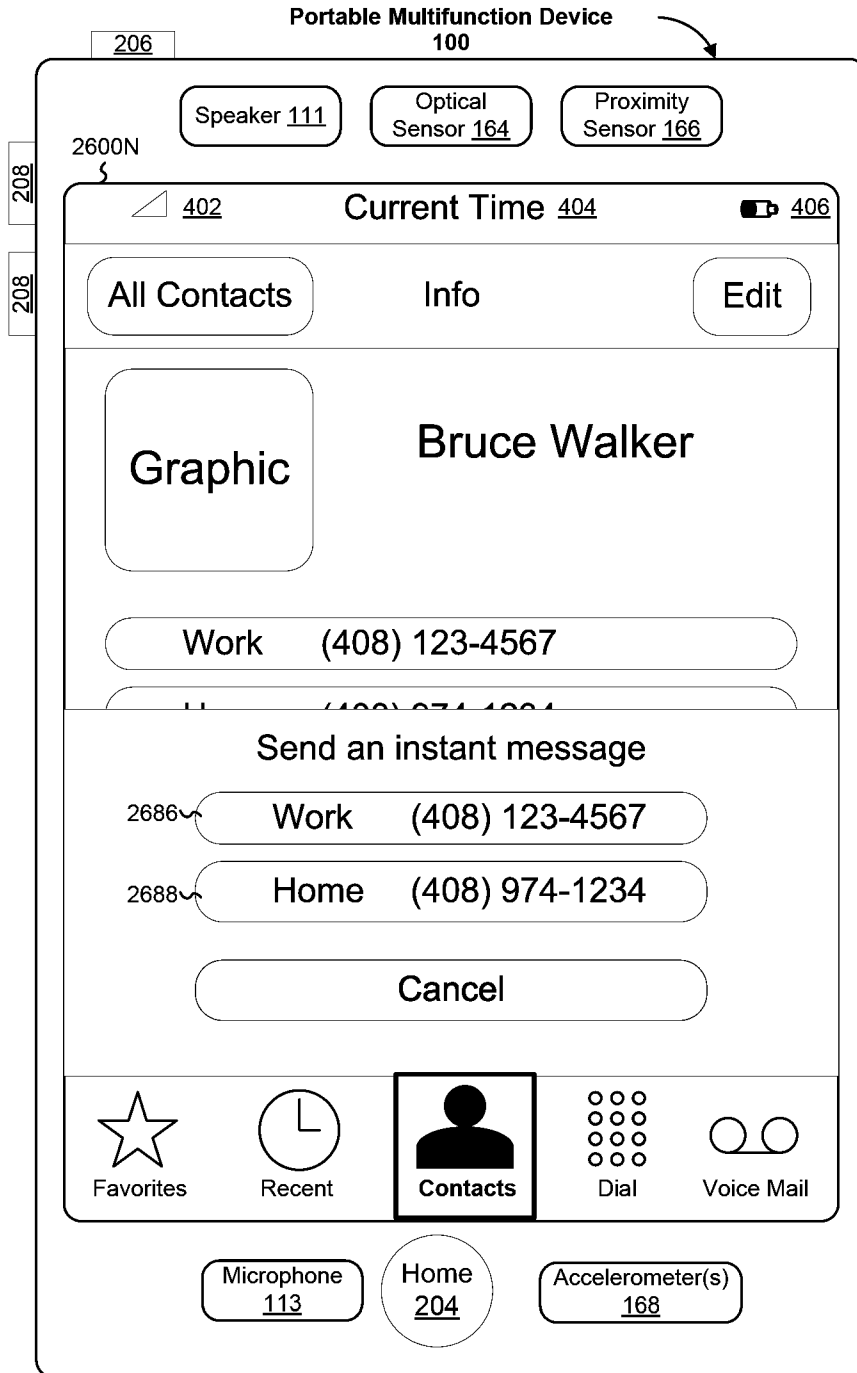 Portable Multifunction Device
100
206
Speaker 111
Optical
Sensor 164
Proximity
Sensor 166
2600N
208
208
402
Current Time 404
406
All Contacts
Info
Edit
Graphic
Bruce Walker
Work (408) 123-4567
Send an instant message
2686
Work (408) 123-4567
2688
Home (408) 974-1234
Cancel
Favorites
Recent
Contacts
Dial
Voice Mail
Microphone
113
Home
204
Accelerometer(s)
168